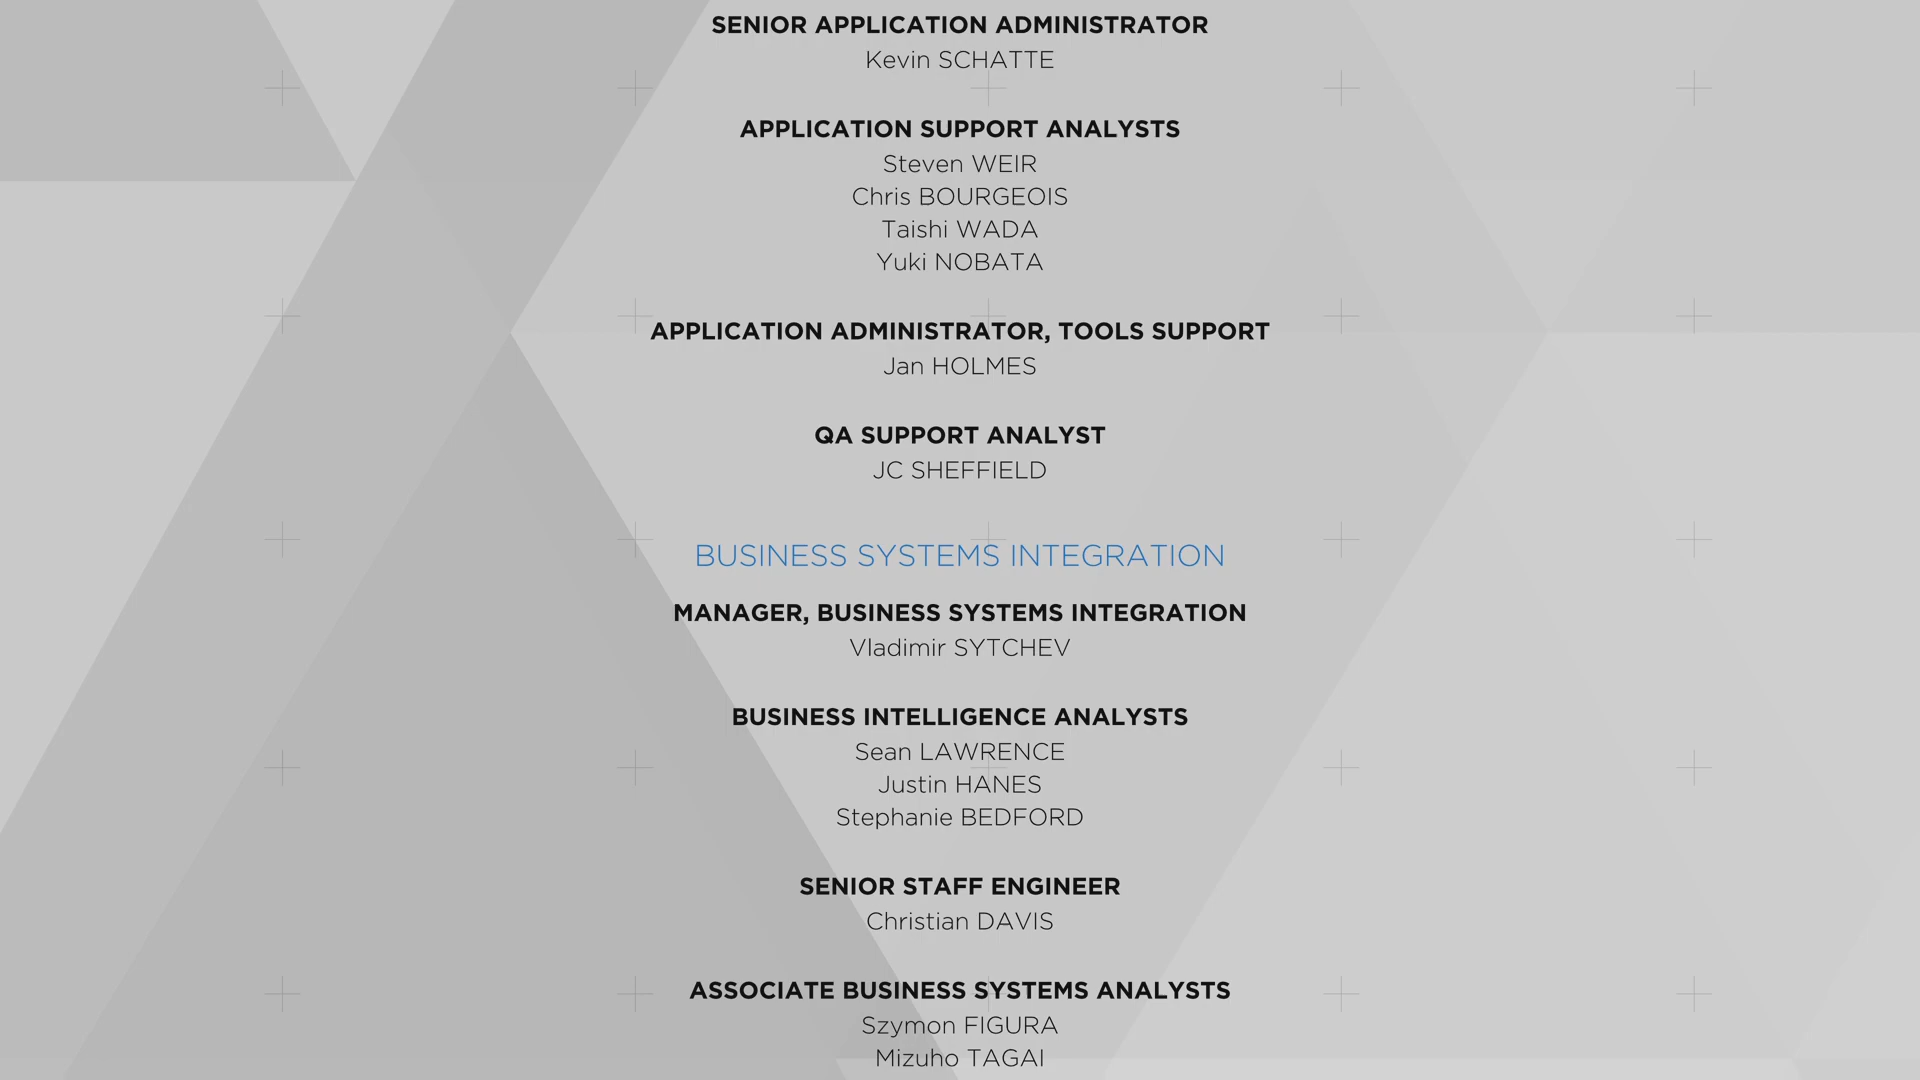 SENIOR APPLICATION ADMINISTRATOR
Kevin SCHATTE
APPLICATION SUPPORT ANALYSTS
Steven WEIR
Chris BOURGEOIS
Taishi WADA
Yuki NOBATA
APPLICATION ADMINISTRATOR, TOOLS SUPPORT
Jan HOLMES
QA SUPPORT ANALYST
JC SHEFFIELD
BUSINESS SYSTEMS INTEGRATION
MANAGER, BUSINESS SYSTEMS INTEGRATION
Vladimir SYTCHEV
BUSINESS INTELLIGENCE ANALYSTS
Sean LAWRENCE
Justin HANES
Stephanie BEDFORD
SENIOR STAFF ENGINEER
Christian DAVIS
ASSOCIATE BUSINESS SYSTEMS ANALYSTS
Szymon FIGURA
Mizuho TAGAI